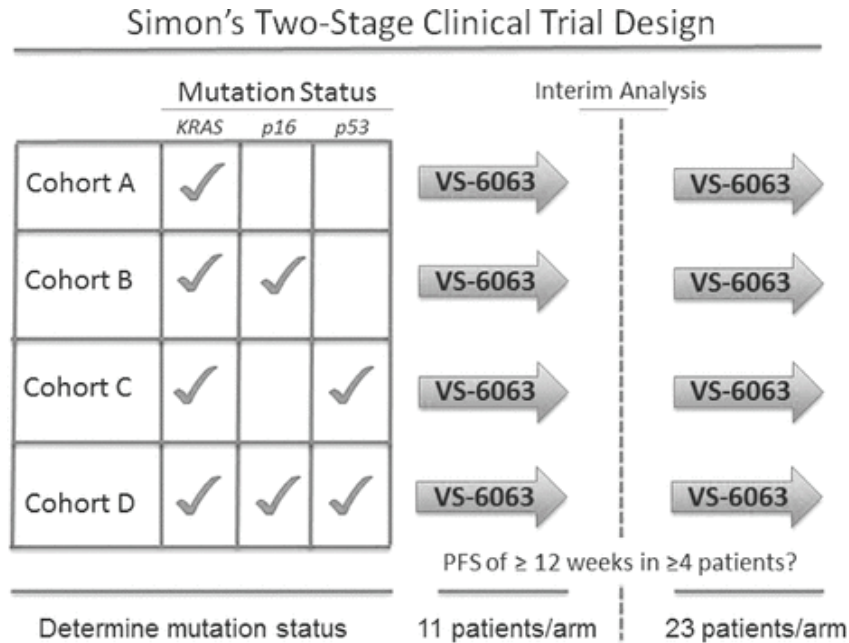 Simon's Two-Stage Clinical Trial Design
Mutation Status
Interim Analysis
KRAS p16 p53
Cohort A
VS-6063 VS-6063
Cohort B
VS-6063 VS-6063
Cohort C
VS-6063 VS-6063
Cohort D
VS-6063 VS-6063
PFS of ≥ 12 weeks in ≥4 patients?
Determine mutation status 11 patients/arm 23 patients/arm